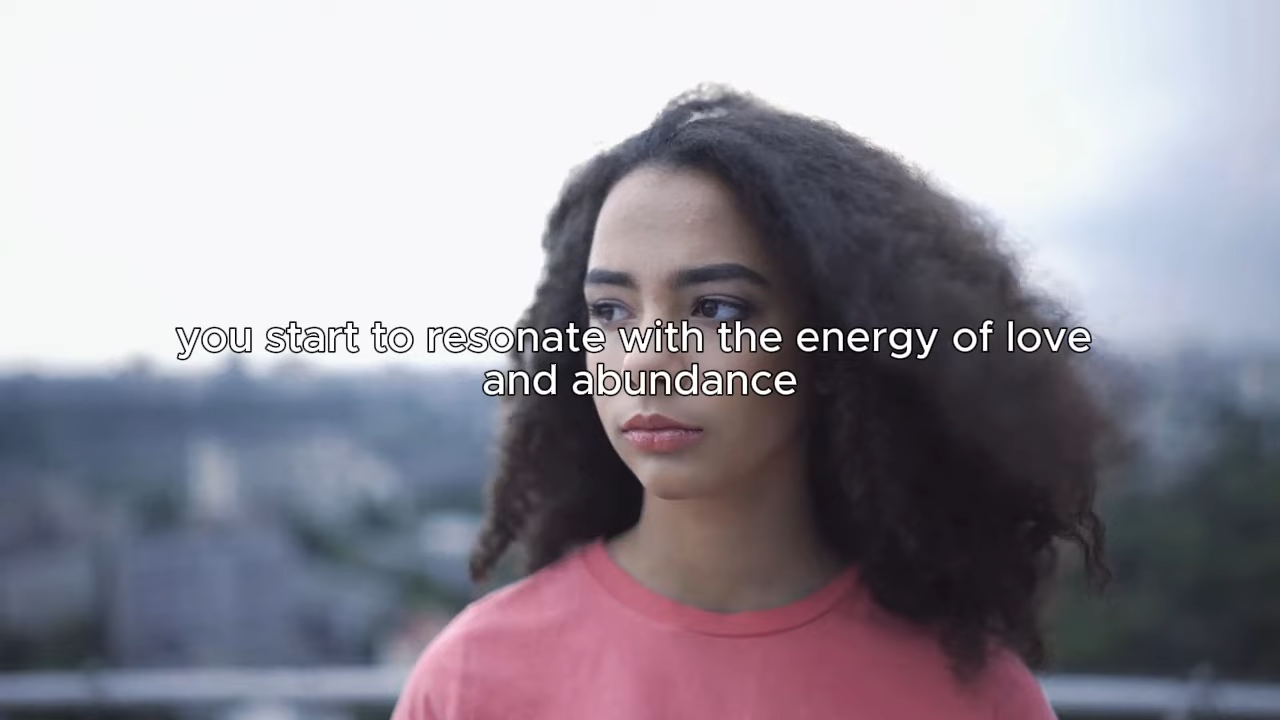 you start to resonate with the energy of love
and abundance